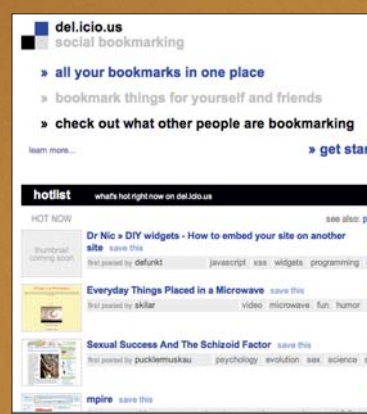 del.icio.us
social bookmarking
» all your bookmarks in one place
» bookmark things for yourself and friends
» check out what other people are bookmarking
learn more...
» get star
hotlist what's hot right now on del.icio.us
HOT NOW see also: p
Dr Nic » DIY widgets - How to embed your site on another
site save this
thumbnail
coming soon
first posted by defunkt javascript xss widgets programming
Everyday Things Placed in a Microwave save this
first posted by skillar video microwave fun humor
Sexual Success And The Schizoid Factor save this
first posted by pucklermuskau psychology evolution sex science s
mpire save this